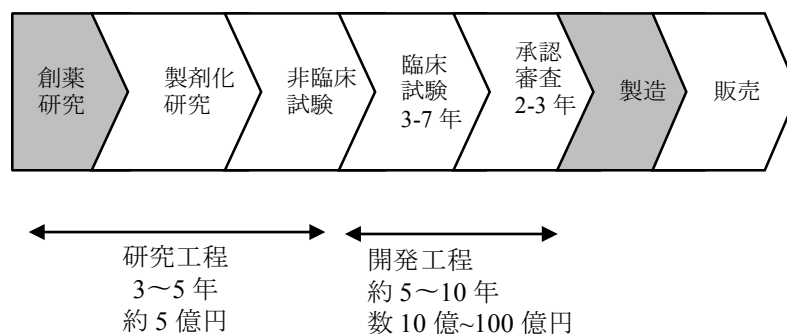 創薬
研究
製剤化
研究
非臨床
試験
臨床
試験
3-7 年
承認
審査
2-3 年
製造
販売
研究工程
3～5 年
約 5 億円
開発工程
約 5～10 年
数 10 億~100 億円